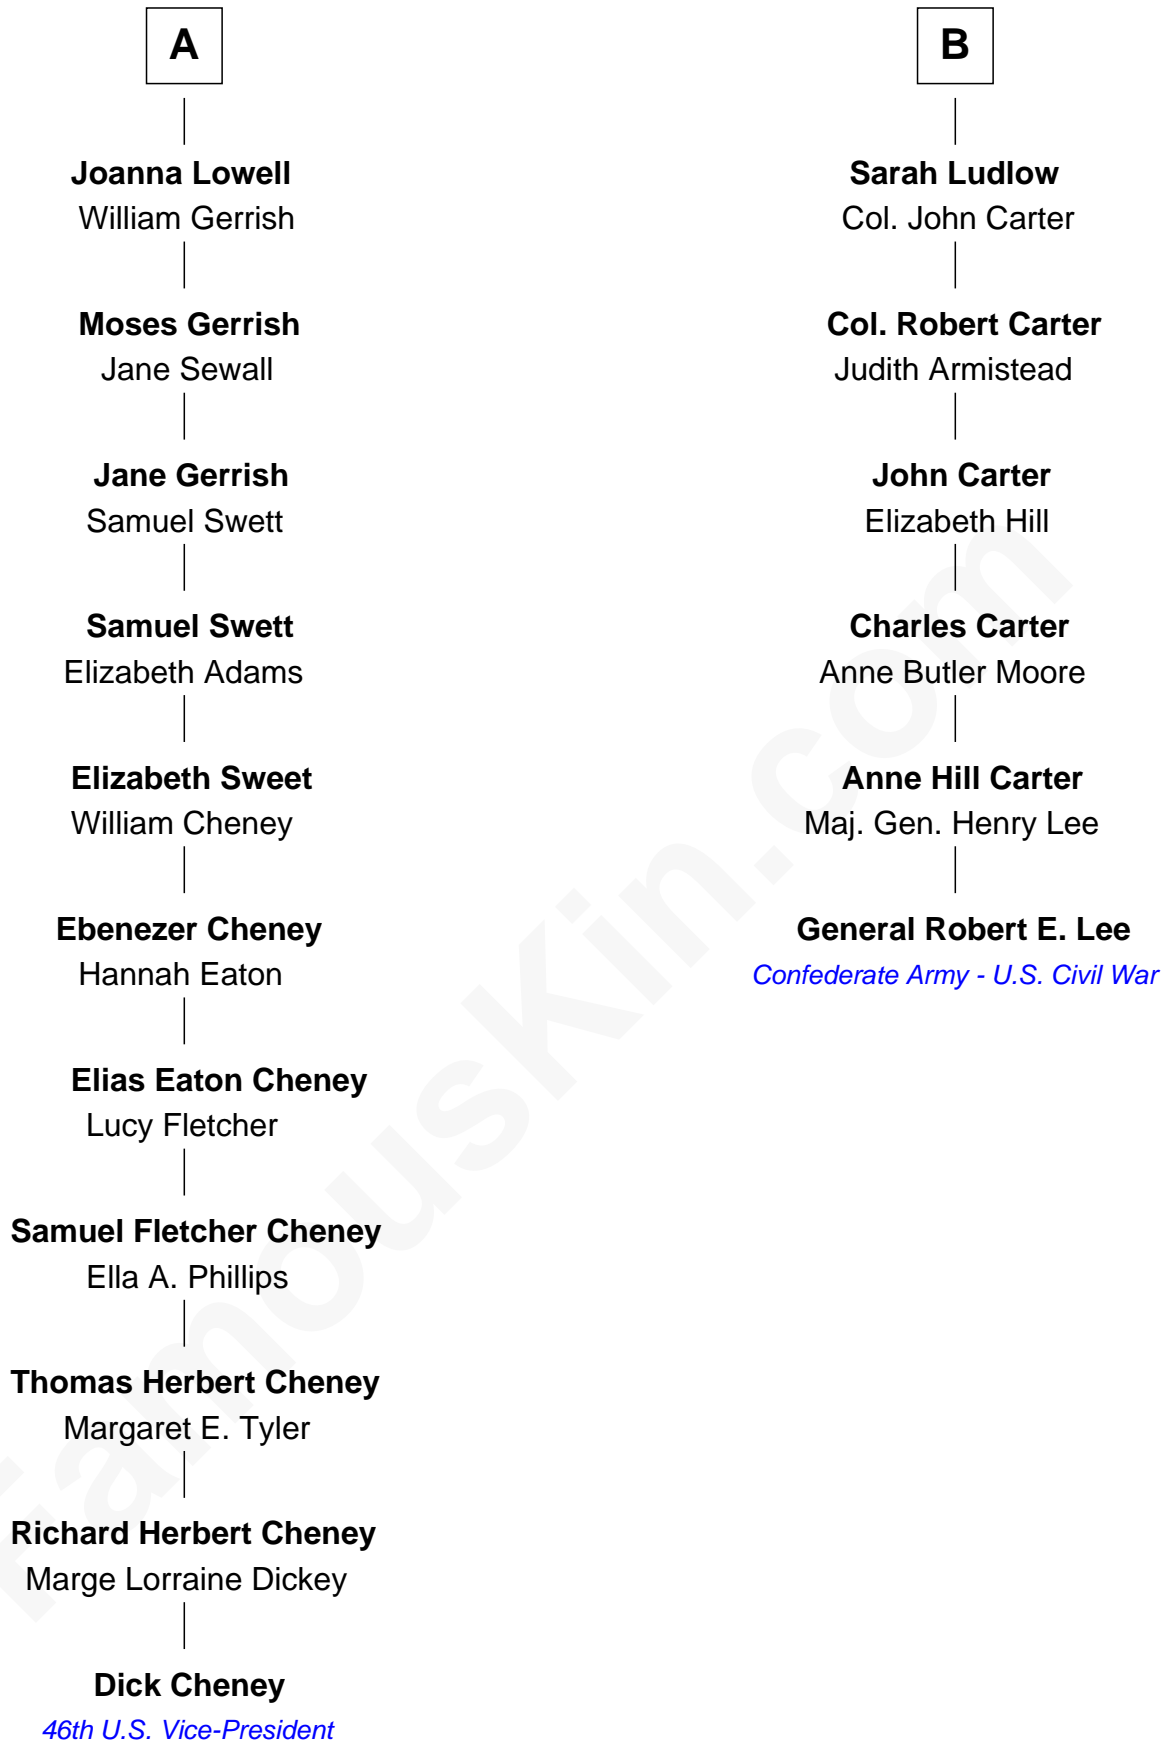 A
Joanna Lowell
William Gerrish
Moses Gerrish
Jane Sewall
Jane Gerrish
Samuel Swett
Samuel Swett
Elizabeth Adams
Elizabeth Sweet
William Cheney
Ebenezer Cheney
Hannah Eaton
Elias Eaton Cheney
Lucy Fletcher
Samuel Fletcher Cheney
Ella A. Phillips
Thomas Herbert Cheney
Margaret E. Tyler
Richard Herbert Cheney
Marge Lorraine Dickey
Dick Cheney
46th U.S. Vice-President
B
Sarah Ludlow
Col. John Carter
Col. Robert Carter
Judith Armistead
John Carter
Elizabeth Hill
Charles Carter
Anne Butler Moore
Anne Hill Carter
Maj. Gen. Henry Lee
General Robert E. Lee
Confederate Army - U.S. Civil War
FamousKin.com